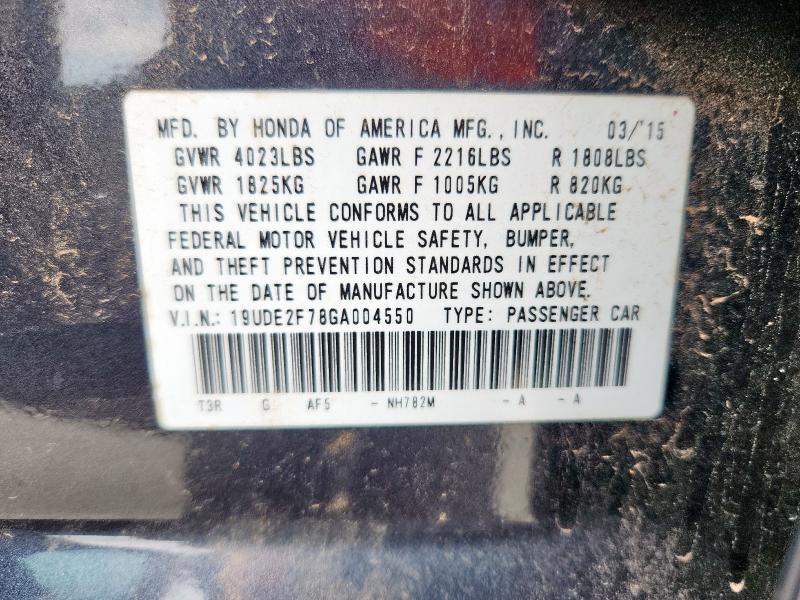 MFD. BY HONDA OF AMERICA MFG., INC. 03/'15
GVWR 4023LBS GAWR F 2216LBS R 1808LBS
GVWR 1825KG GAWR F 1005KG R 820KG
THIS VEHICLE CONFORMS TO ALL APPLICABLE
FEDERAL MOTOR VEHICLE SAFETY, BUMPER,
AND THEFT PREVENTION STANDARDS IN EFFECT
ON THE DATE OF MANUFACTURE SHOWN ABOVE.
V.I.N.: 19UDE2F78GA004550 TYPE: PASSENGER CAR
T3R G AF5 - NH782M - A - A